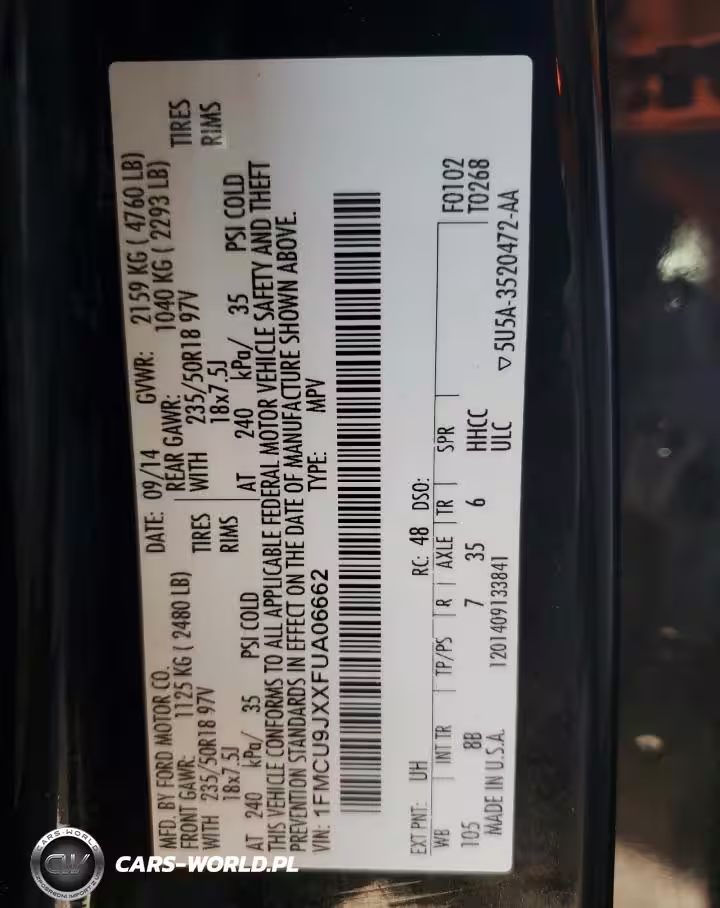 MFD. BY FORD MOTOR CO.
DATE: 09/14 GVWR: 2159 KG ( 4760 LB)
FRONT GAWR: 1125 KG ( 2480 LB) REAR GAWR: 1040 KG ( 2293 LB)
WITH 235/50R18 97V TIRES WITH 235/50R18 97V TIRES
18x7.5J RIMS 18x7.5J RIMS
AT 240 kPa/ 35 PSI COLD AT 240 kPa/ 35 PSI COLD
THIS VEHICLE CONFORMS TO ALL APPLICABLE FEDERAL MOTOR VEHICLE SAFETY AND THEFT
PREVENTION STANDARDS IN EFFECT ON THE DATE OF MANUFACTURE SHOWN ABOVE.
VIN: 1FMCU9JXXFUA06662 TYPE: MPV
EXT PNT: UH RC: 48 DSO: F0102
WB INT TR TP/PS R AXLE TR SPR T0268
105 8B 7 35 6 HHCC
MADE IN U.S.A. 1201409133841 ULC ▽5U5A-3520472-AA
CARS-WORLD
CW
CARS-WORLD.PL